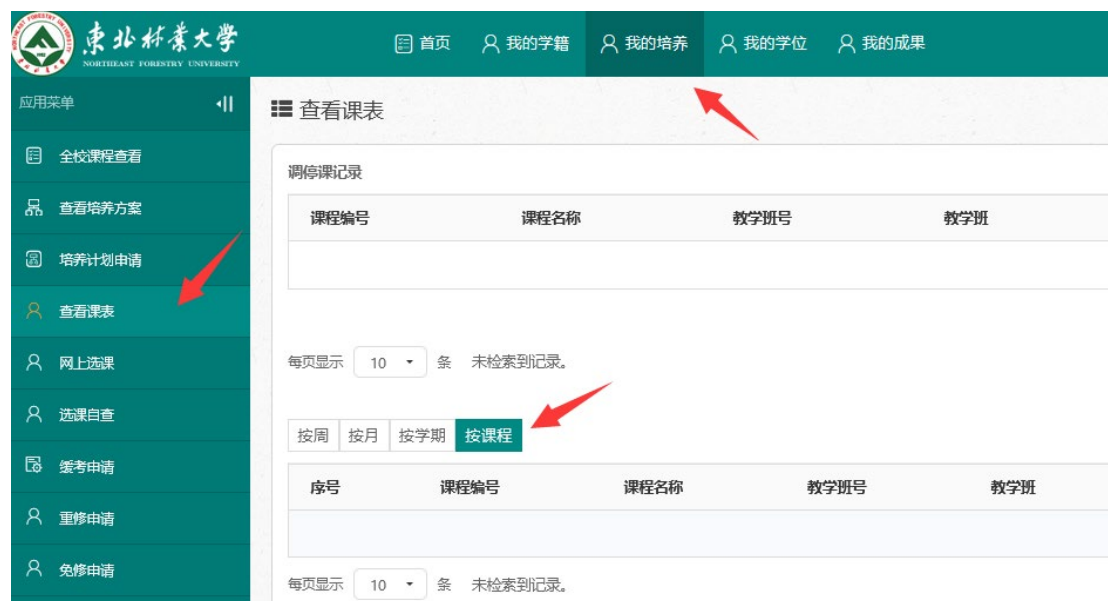 東北林業大學
NORTHEAST FORESTRY UNIVERSITY
首页 我的学籍 我的培养 我的学位 我的成果
应用菜单
全校课程查看
查看培养方案
培养计划申请
查看课表
网上选课
选课自查
缓考申请
重修申请
免修申请
查看课表
调停课记录
课程编号 课程名称 教学班号 教学班
每页显示 10 条 未检索到记录。
按周 按月 按学期 按课程
序号 课程编号 课程名称 教学班号 教学班
每页显示 10 条 未检索到记录。